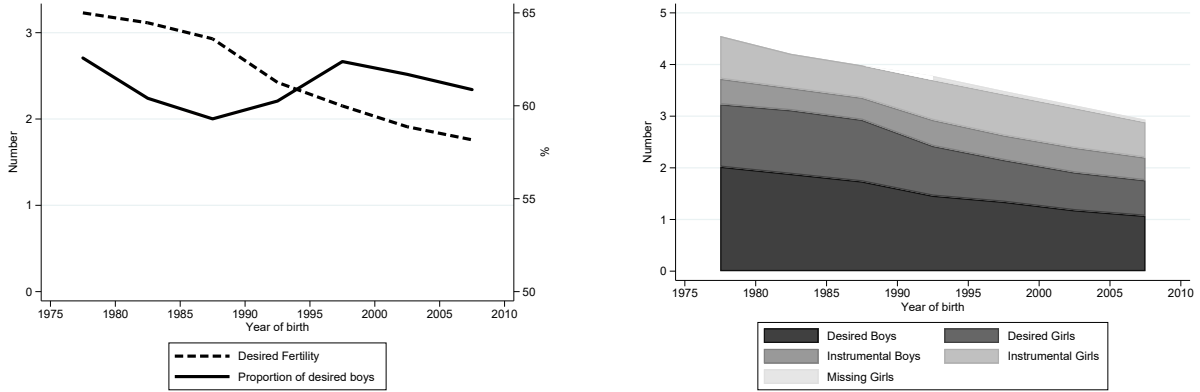 Number
3
2
1
0
65
60
55
50
%
1975 1980 1985 1990 1995 2000 2005 2010
Year of birth
Desired Fertility
Proportion of desired boys
Number
5
4
3
2
1
0
1975 1980 1985 1990 1995 2000 2005 2010
Year of birth
Desired Boys Desired Girls
Instrumental Boys Instrumental Girls
Missing Girls